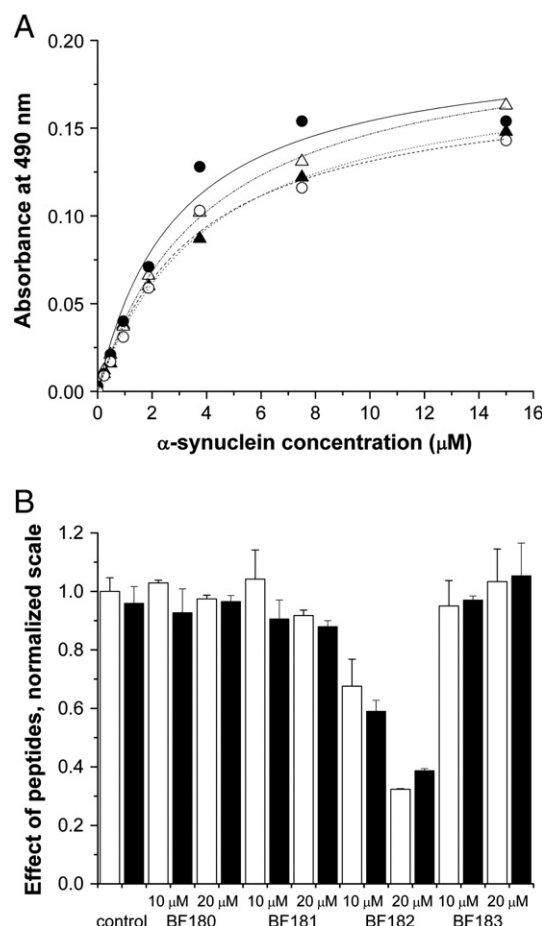 A
Absorbance at 490 nm
0.20
0.15
0.10
0.05
0.00
0 2 4 6 8 10 12 14 16
α-synuclein concentration (μM)
B
Effect of peptides, normalized scale
1.2
1.0
0.8
0.6
0.4
0.2
0.0
10 μM 20 μM 10 μM 20 μM 10 μM 20 μM 10 μM 20 μM
control BF180 BF181 BF182 BF183